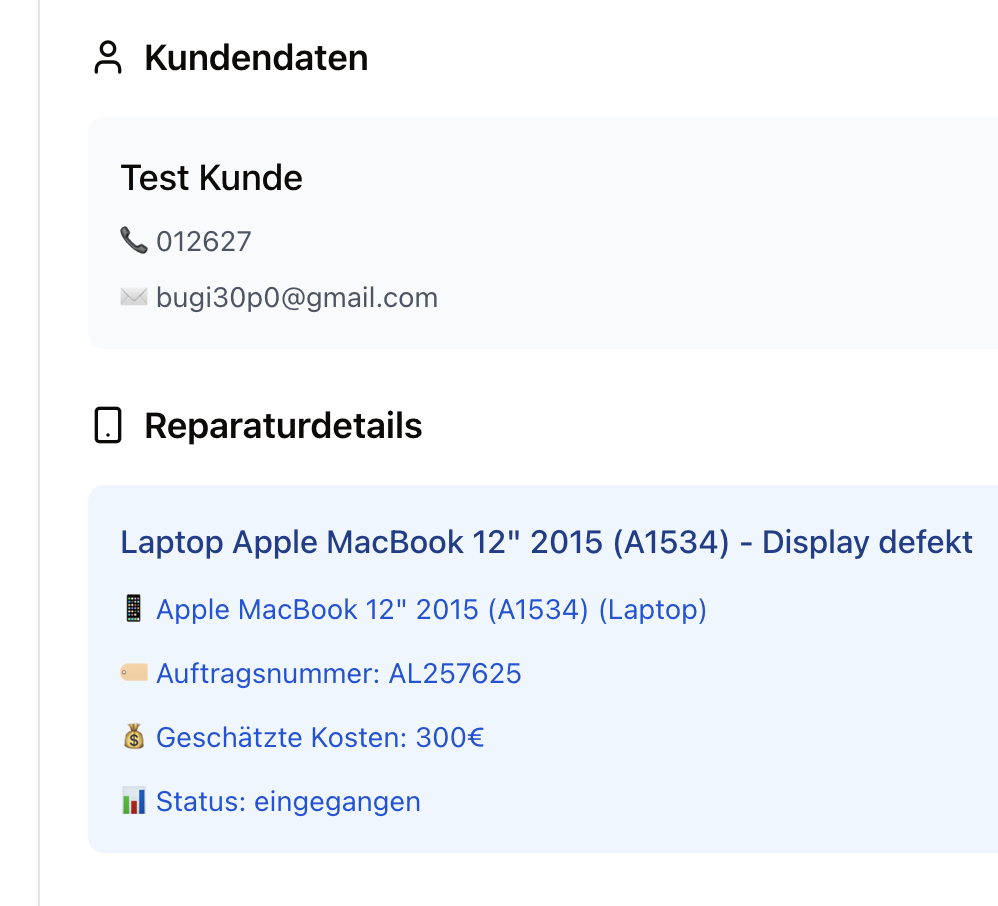 Kundendaten
Test Kunde
012627
bugi30p0@gmail.com
Reparaturdetails
Laptop Apple MacBook 12" 2015 (A1534) - Display defekt
Apple MacBook 12" 2015 (A1534) (Laptop)
Auftragsnummer: AL257625
Geschätzte Kosten: 300€
Status: eingegangen